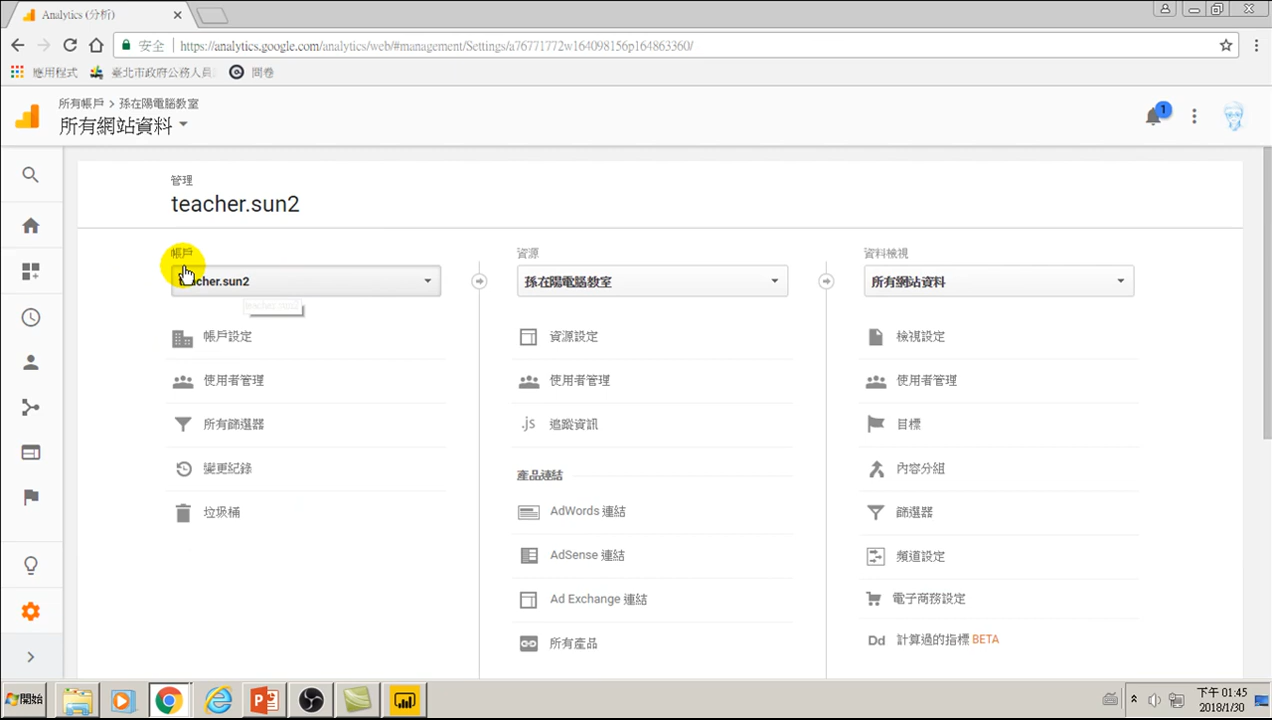 Analytics (分析)
安全
https://analytics.google.com/analytics/web/#management/Settings/a76771772w164098156p164863360/
應用程式
臺北市政府公務人員
問卷
所有帳戶 > 孫在陽電腦教室
所有網站資料
1
管理
teacher.sun2
帳戶
teacher.sun2
teacher.sun2
帳戶設定
使用者管理
所有篩選器
變更紀錄
垃圾桶
資源
孫在陽電腦教室
資源設定
使用者管理
.js 追蹤資訊
產品連結
AdWords 連結
AdSense 連結
Ad Exchange 連結
所有產品
資料檢視
所有網站資料
檢視設定
使用者管理
目標
內容分組
篩選器
頻道設定
電子商務設定
Dd 計算過的指標 BETA
開始
下午 01:45
2018/1/30